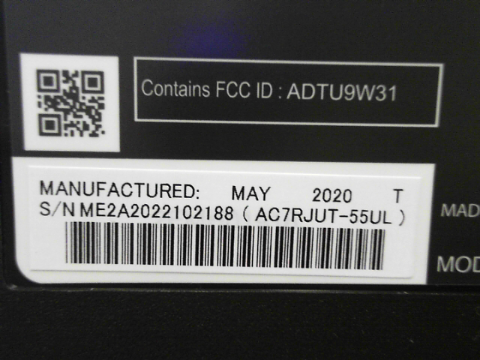 Contains FCC ID : ADTU9W31
MANUFACTURED: MAY 2020 T
S/N ME2A2022102188 ( AC7RJUT-55UL )
MAD
MOD